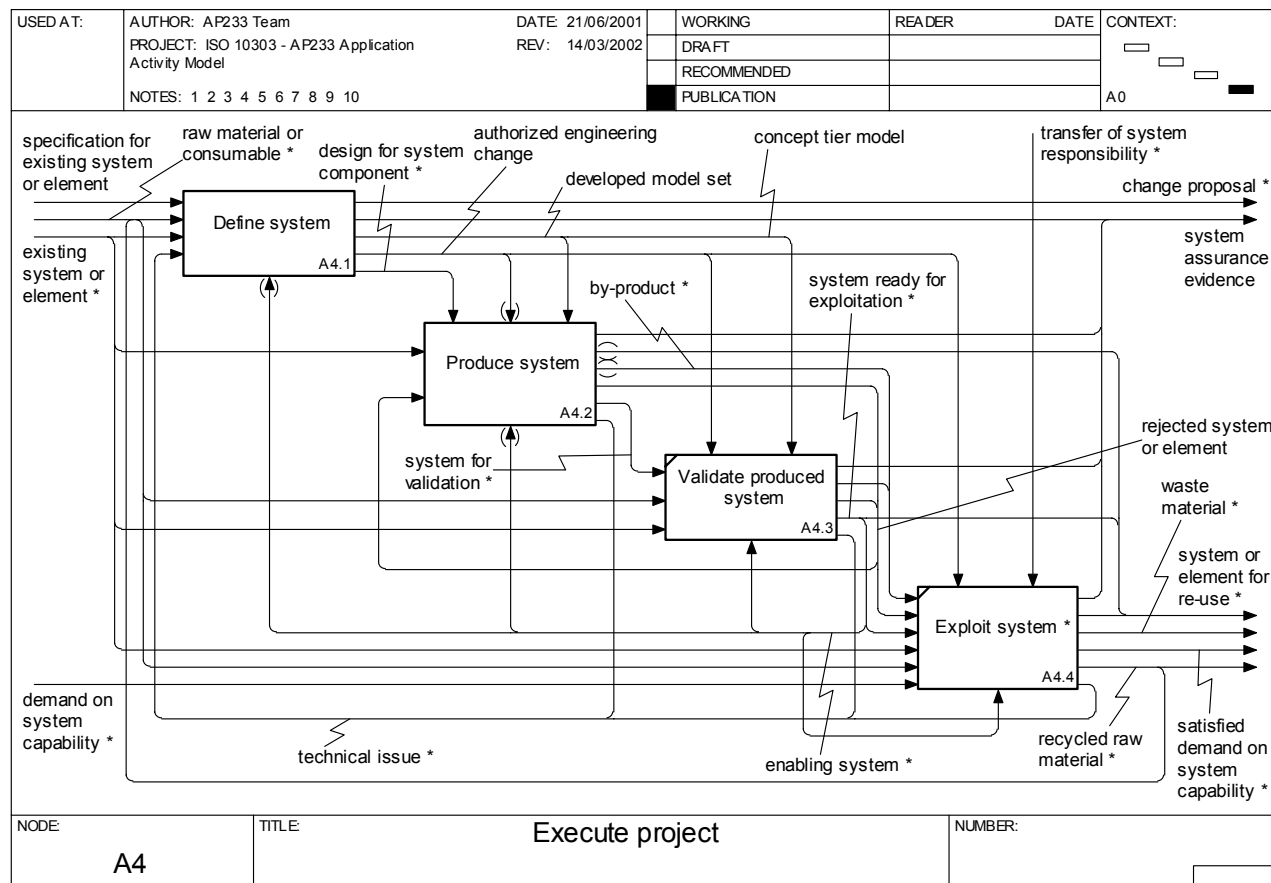 USED AT:
AUTHOR: AP233 Team
DATE: 21/06/2001
PROJECT: ISO 10303 - AP233 Application
Activity Model
REV: 14/03/2002
NOTES: 1 2 3 4 5 6 7 8 9 10
WORKING
DRAFT
RECOMMENDED
PUBLICATION
READER
DATE
CONTEXT:
A0
specification for
existing system
or element
raw material or
consumable *
design for system
component *
authorized engineering
change
developed model set
concept tier model
transfer of system
responsibility *
change proposal *
system
assurance
evidence
Define system
A4.1
existing
system or
element *
by-product *
system ready for
exploitation *
Produce system
A4.2
system for
validation *
Validate produced
system
A4.3
rejected system
or element
waste
material *
system or
element for
re-use *
Exploit system *
A4.4
demand on
system
capability *
technical issue *
enabling system *
recycled raw
material *
satisfied
demand on
system
capability *
NODE:
A4
TITLE:
Execute project
NUMBER: